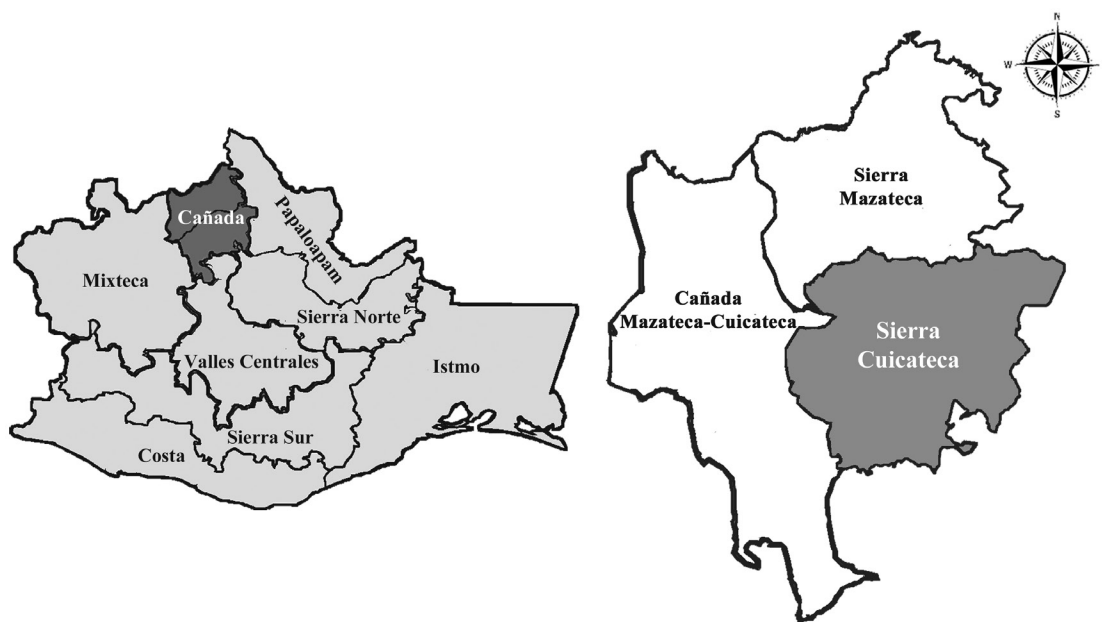 Cañada
Papaloapam
Mixteca
Sierra Norte
Valles Centrales
Istmo
Sierra Sur
Costa
N
W
E
S
Sierra
Mazateca
Cañada
Mazateca-Cuicateca
Sierra
Cuicateca